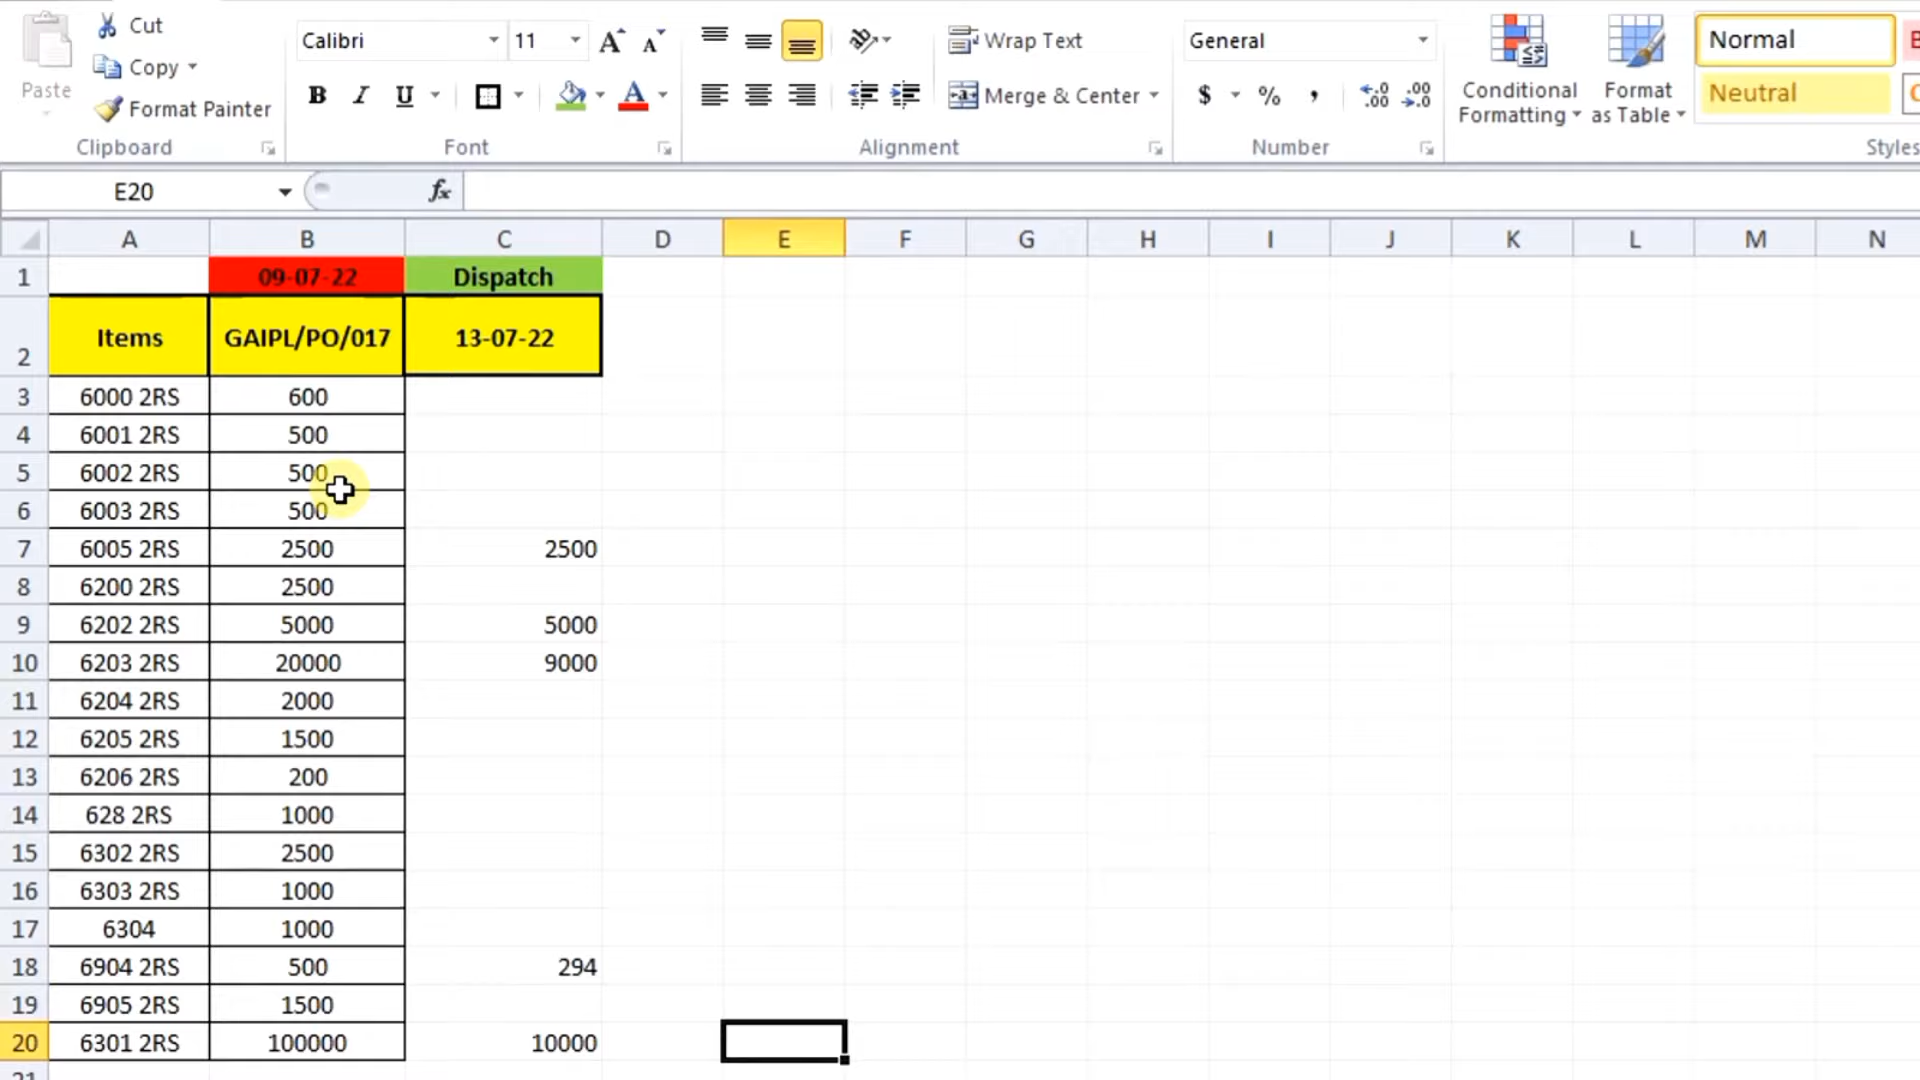 Cut
Calibri 11 A A Wrap Text General Normal B
Paste Copy Conditional Formatting Format as Table
Format Painter B I U A Merge & Center $ % , .00 .00 Neutral
Clipboard Font Alignment Number Styles
E20 fx
A B C D E F G H I J K L M N
1 09-07-22 Dispatch
2 Items GAIPL/PO/017 13-07-22
3 6000 2RS 600
4 6001 2RS 500
5 6002 2RS 500
6 6003 2RS 500
7 6005 2RS 2500 2500
8 6200 2RS 2500
9 6202 2RS 5000 5000
10 6203 2RS 20000 9000
11 6204 2RS 2000
12 6205 2RS 1500
13 6206 2RS 200
14 628 2RS 1000
15 6302 2RS 2500
16 6303 2RS 1000
17 6304 1000
18 6904 2RS 500 294
19 6905 2RS 1500
20 6301 2RS 100000 10000
21